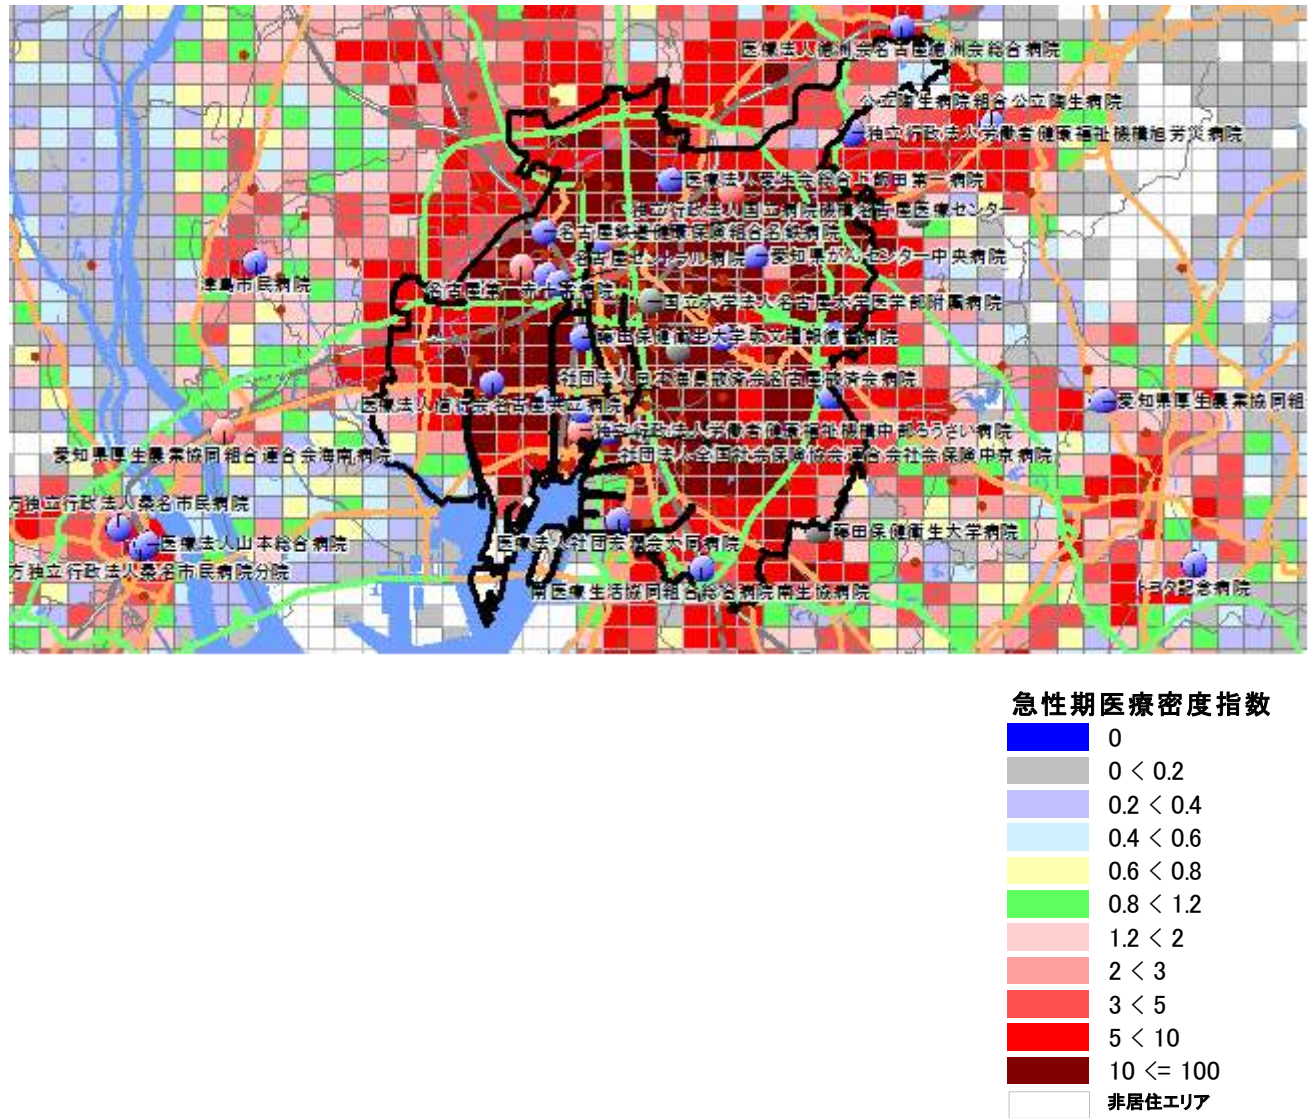 医療法人徳洲会名古屋徳洲会総合病院
公立陶生病院組合公立陶生病院
独立行政法人労働者健康福祉機構旭労災病院
医療法人愛生会総合上飯田第一病院
独立行政法人国立病院機構名古屋医療センター
名古屋鉄道健康保険組合名鉄病院
名古屋セントラル病院
愛知県がんセンター中央病院
津島市民病院
名古屋第一赤十字病院
国立大学法人名古屋大学医学部附属病院
藤田保健衛生大学坂文種報徳會病院
社団法人日本海員掖済会名古屋掖済会病院
医療法人偕行会名古屋共立病院
愛知県厚生農業協同組
独立行政法人労働者健康福祉機構中部ろうさい病院
愛知県厚生農業協同組合連合会海南病院
社団法人全国社会保険協会連合会社会保険中京病院
方独立行政法人桑名市民病院
藤田保健衛生大学病院
医療法人山本総合病院
医療法人社団宏潤会大同病院
方独立行政法人桑名市民病院分院
南医療生活協同組合総合病院南生協病院
トヨタ記念病院
急性期医療密度指数
0
0 < 0.2
0.2 < 0.4
0.4 < 0.6
0.6 < 0.8
0.8 < 1.2
1.2 < 2
2 < 3
3 < 5
5 < 10
10 <= 100
非居住エリア